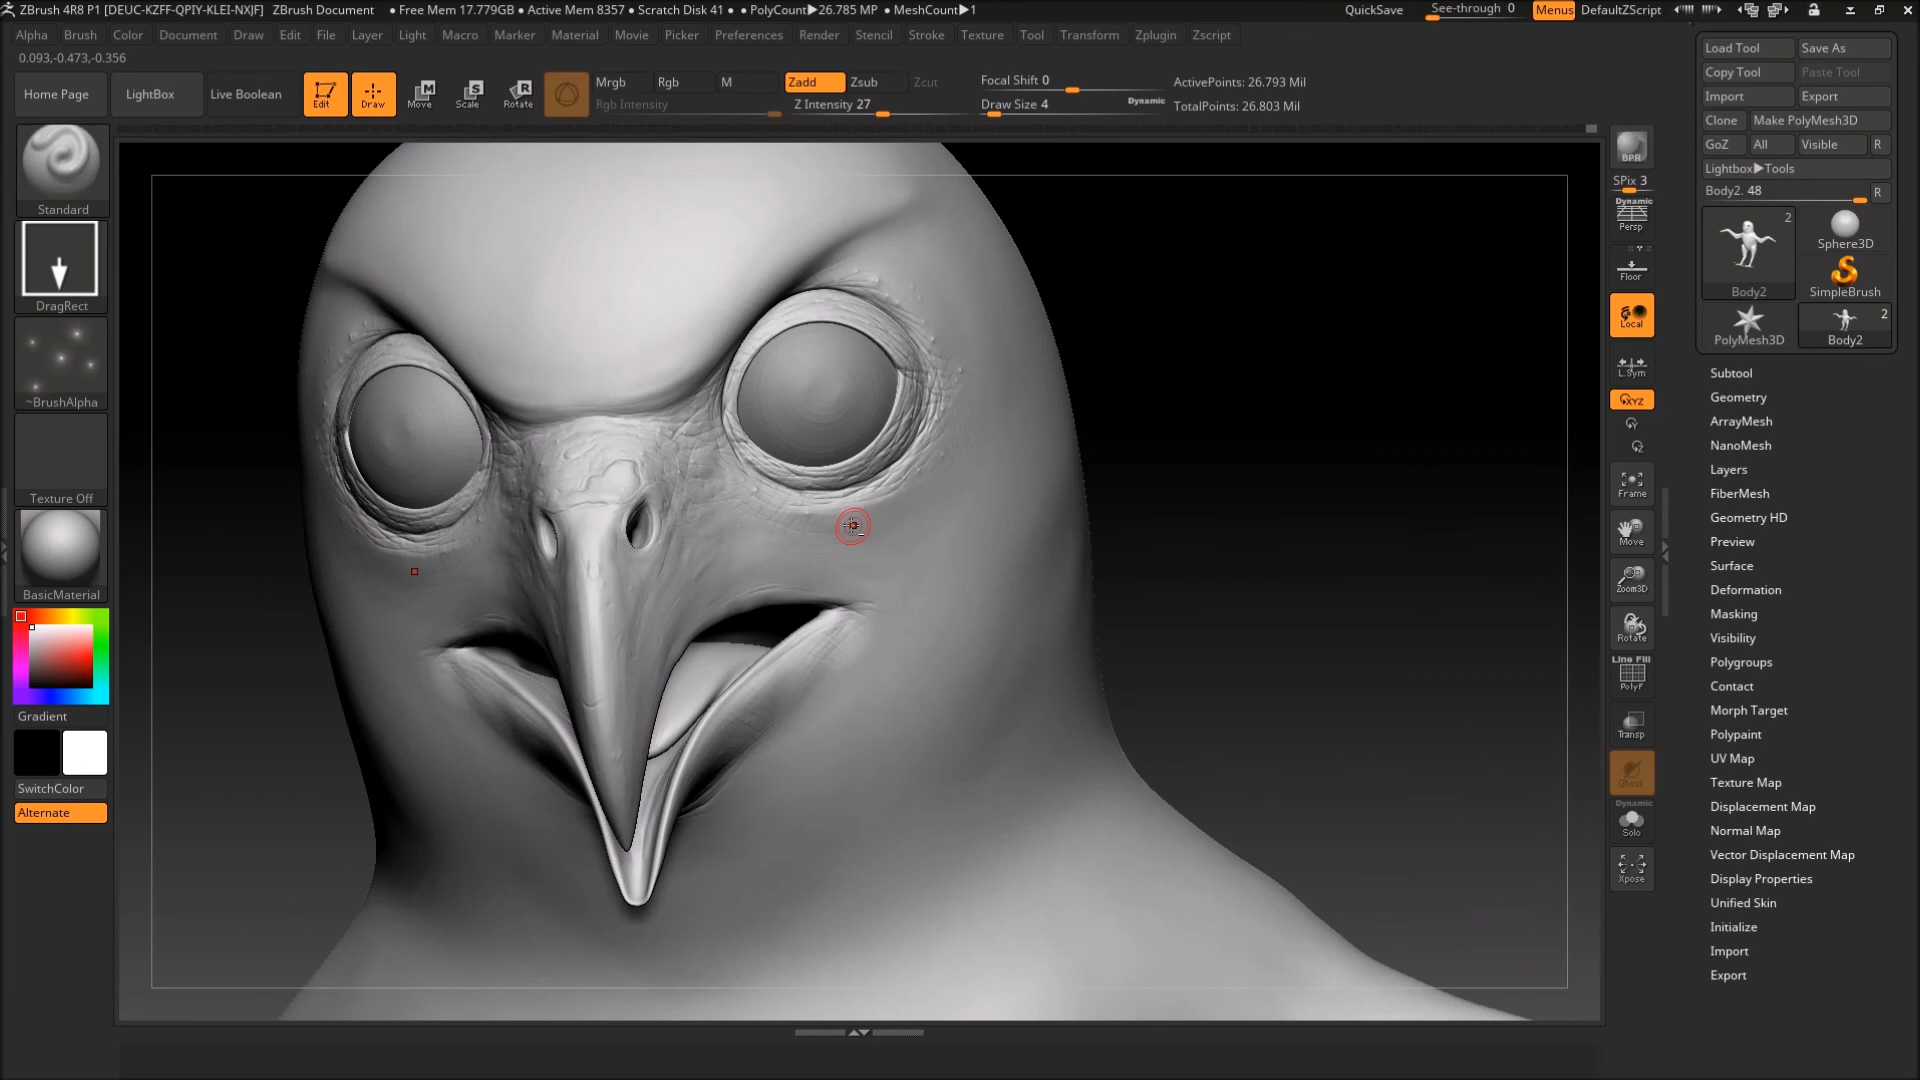 ZBrush 4R8 P1 [DEUC-KZFF-QPIY-KLEI-NXJF] ZBrush Document • Free Mem 17.779GB • Active Mem 8357 • Scratch Disk 41 • • PolyCount▶26.785 MP • MeshCount▶1 QuickSave See-through 0 Menus DefaultZScript
Alpha Brush Color Document Draw Edit File Layer Light Macro Marker Material Movie Picker Preferences Render Stencil Stroke Texture Tool Transform Zplugin Zscript
0.093,-0.473,-0.356
Home Page LightBox Live Boolean Edit Draw Move Scale Rotate
Mrgb Rgb M Zadd Zsub Zcut Focal Shift 0 ActivePoints: 26.793 Mil
Rgb Intensity Z Intensity 27 Draw Size 4 Dynamic TotalPoints: 26.803 Mil
Standard
DragRect
~BrushAlpha
Texture Off
BasicMaterial
Gradient
SwitchColor
Alternate
BPR
SPix 3
Dynamic
Persp
Floor
Local
L.Sym
XYZ
Frame
Move
Zoom3D
Rotate
Line Fill
PolyF
Transp
Ghost
Dynamic
Solo
Xpose
Load Tool Save As
Copy Tool Paste Tool
Import Export
Clone Make PolyMesh3D
GoZ All Visible R
Lightbox▶Tools
Body2. 48 R
2
Body2
Sphere3D
SimpleBrush
PolyMesh3D
2
Body2
Subtool
Geometry
ArrayMesh
NanoMesh
Layers
FiberMesh
Geometry HD
Preview
Surface
Deformation
Masking
Visibility
Polygroups
Contact
Morph Target
Polypaint
UV Map
Texture Map
Displacement Map
Normal Map
Vector Displacement Map
Display Properties
Unified Skin
Initialize
Import
Export